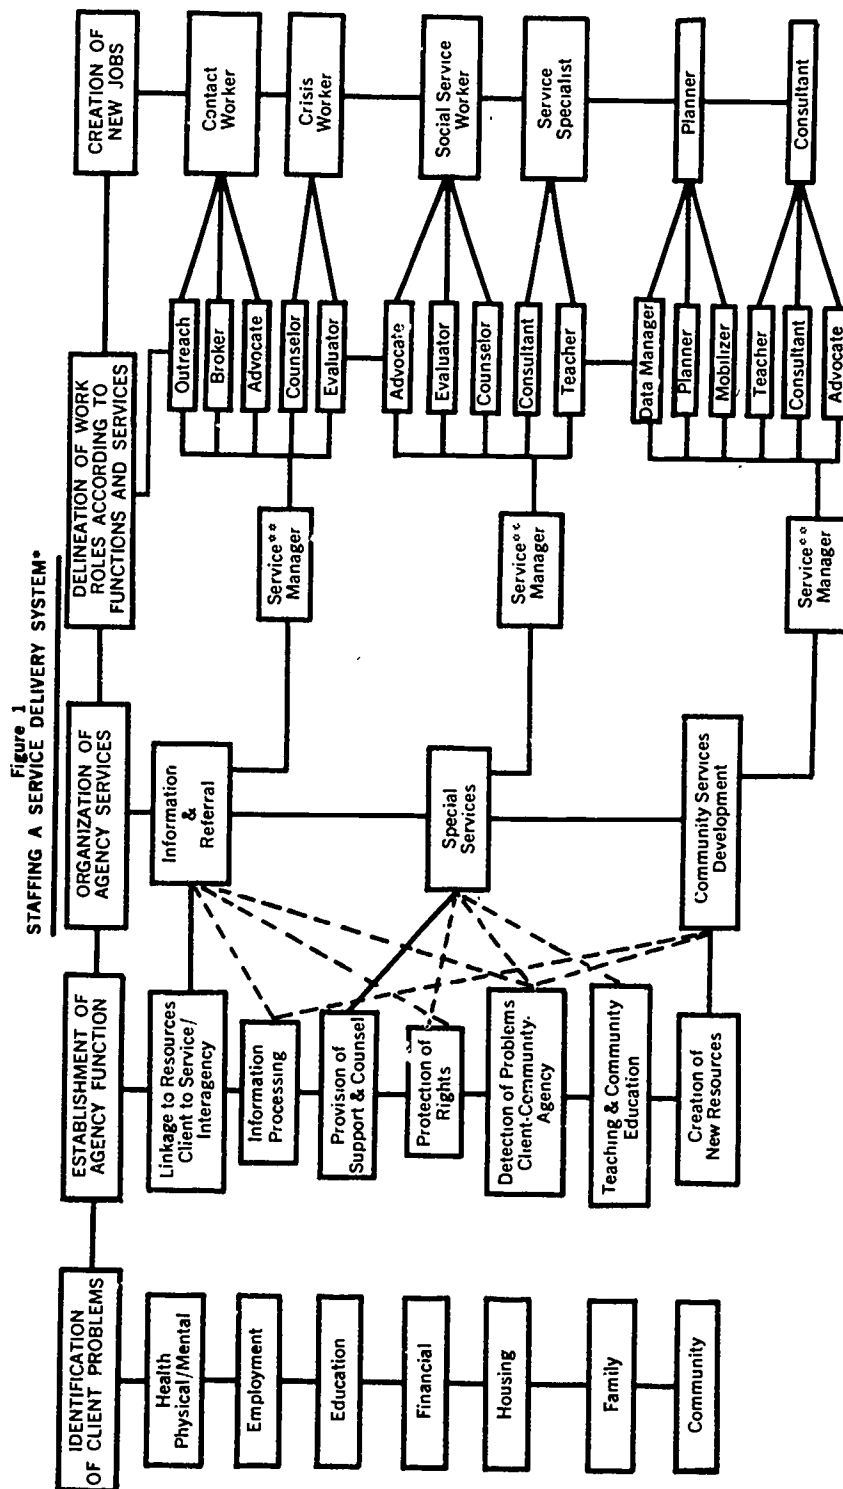 Figure 1
STAFFING A SERVICE DELIVERY SYSTEM*
IDENTIFICATION
OF CLIENT PROBLEMS
Health
Physical/Mental
Employment
Education
Financial
Housing
Family
Community
ESTABLISHMENT OF
AGENCY FUNCTION
Linkage to Resources
Client to Service/
Interagency
Information
Processing
Provision of
Support & Counsel
Protection of
Rights
Detection of Problems
Client-Community-
Agency
Teaching & Community
Education
Creation of
New Resources
ORGANIZATION OF
AGENCY SERVICES
Information
&
Referral
Special
Services
Community Services
Development
DELINEATION OF WORK
ROLES ACCORDING TO
FUNCTIONS AND SERVICES
Service**
Manager
Service**
Manager
Service**
Manager
Outreach
Broker
Advocate
Counselor
Evaluator
Advocate
Evaluator
Counselor
Consultant
Teacher
Data Manager
Planner
Mobilizer
Teacher
Consultant
Advocate
CREATION OF
NEW JOBS
Contact
Worker
Crisis
Worker
Social Service
Worker
Service
Specialist
Planner
Consultant